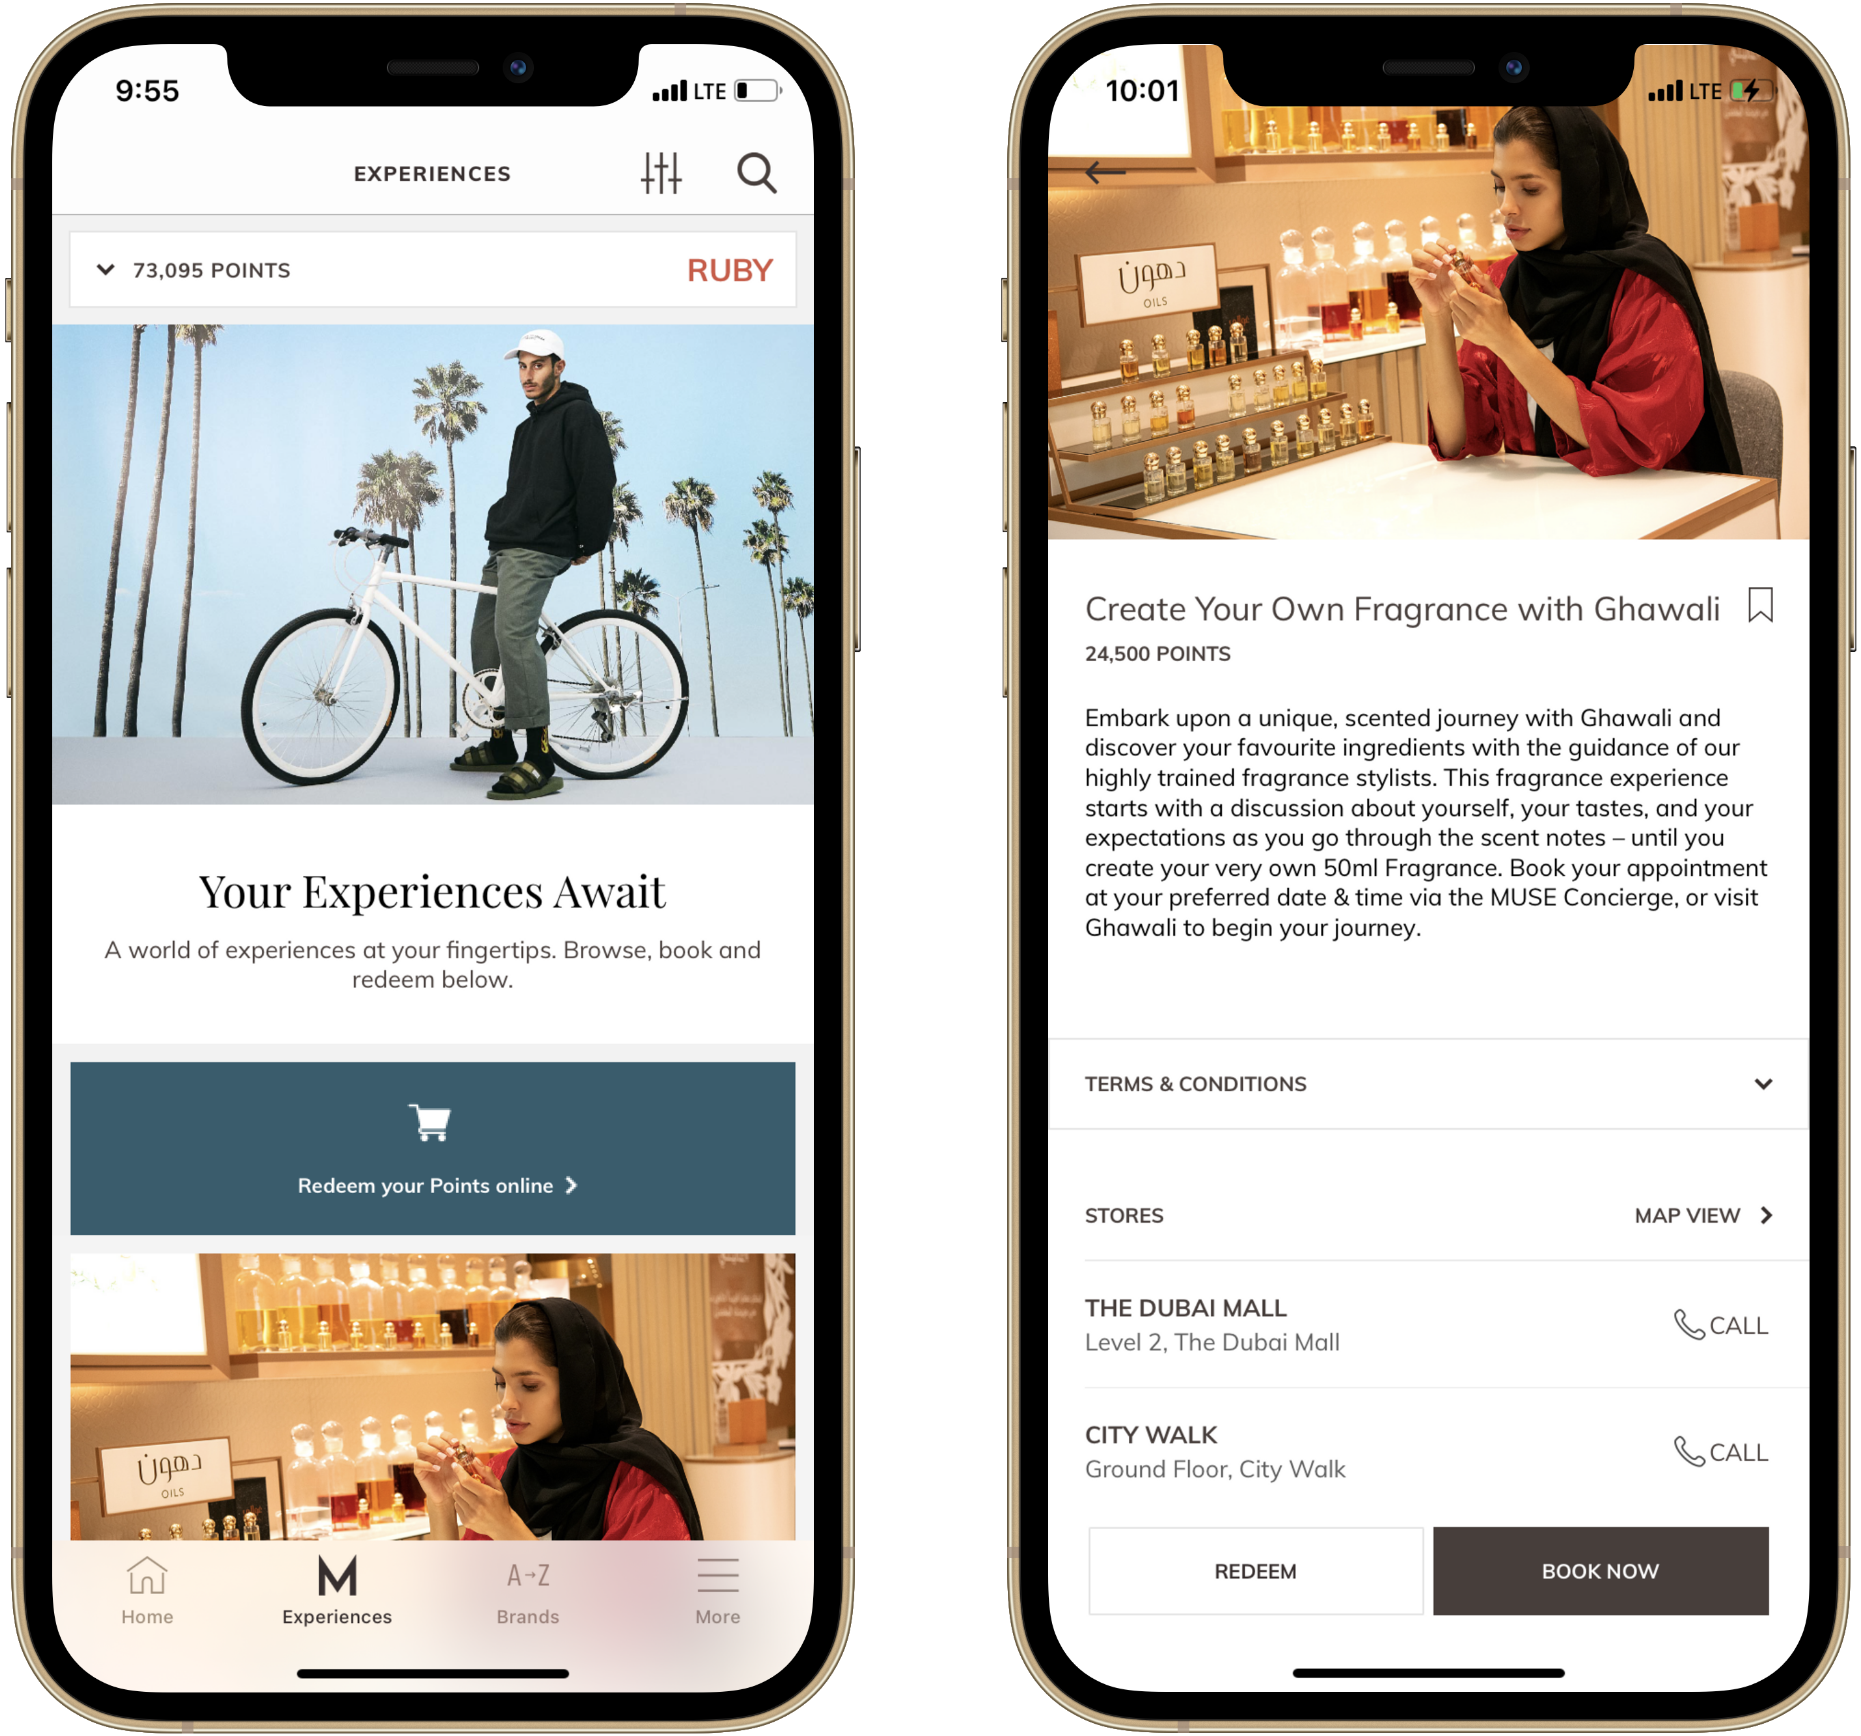 9:55
LTE
EXPERIENCES
73,095 POINTS
RUBY
Your Experiences Await
A world of experiences at your fingertips. Browse, book and
redeem below.
Redeem your Points online
دهون
OILS
Home
M
Experiences
A→Z
Brands
More
10:01
LTE
دهون
OILS
Create Your Own Fragrance with Ghawali
24,500 POINTS
Embark upon a unique, scented journey with Ghawali and
discover your favourite ingredients with the guidance of our
highly trained fragrance stylists. This fragrance experience
starts with a discussion about yourself, your tastes, and your
expectations as you go through the scent notes – until you
create your very own 50ml Fragrance. Book your appointment
at your preferred date & time via the MUSE Concierge, or visit
Ghawali to begin your journey.
TERMS & CONDITIONS
STORES
MAP VIEW
THE DUBAI MALL
Level 2, The Dubai Mall
CALL
CITY WALK
Ground Floor, City Walk
CALL
REDEEM
BOOK NOW